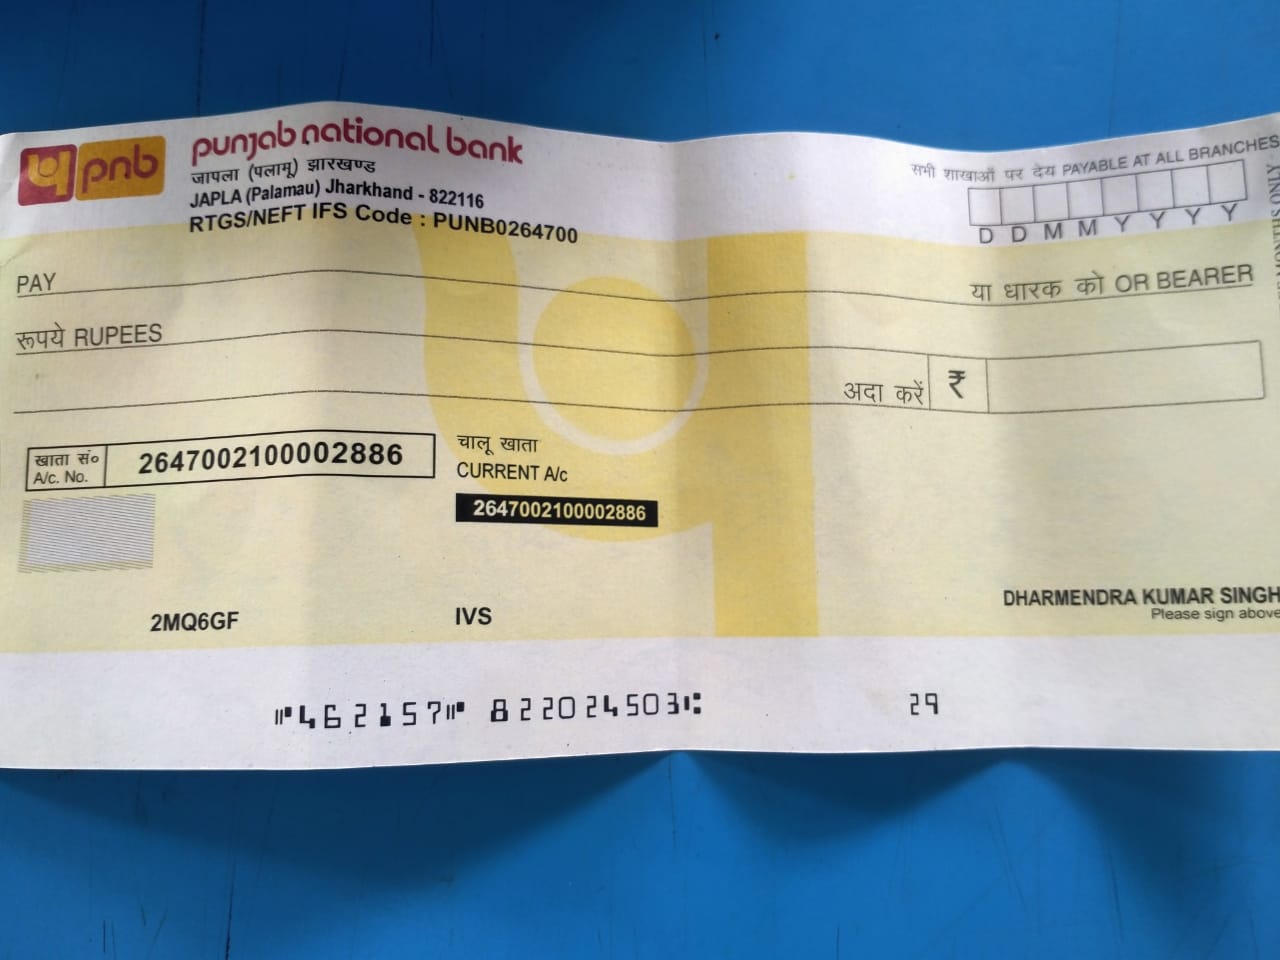 pnb punjab national bank
जापला (पलामू) झारखण्ड
JAPLA (Palamau) Jharkhand - 822116
RTGS/NEFT IFS Code : PUNB0264700
सभी शाखाओं पर देय PAYABLE AT ALL BRANCHES
D D M M Y Y Y Y
PAY
या धारक को OR BEARER
रूपये RUPEES
अदा करें ₹
खाता सं० A/c. No. 2647002100002886
चालू खाता
CURRENT A/c
2647002100002886
DHARMENDRA KUMAR SINGH
Please sign above
2MQ6GF IVS
⑈462157⑈ 822024503⑆ 29